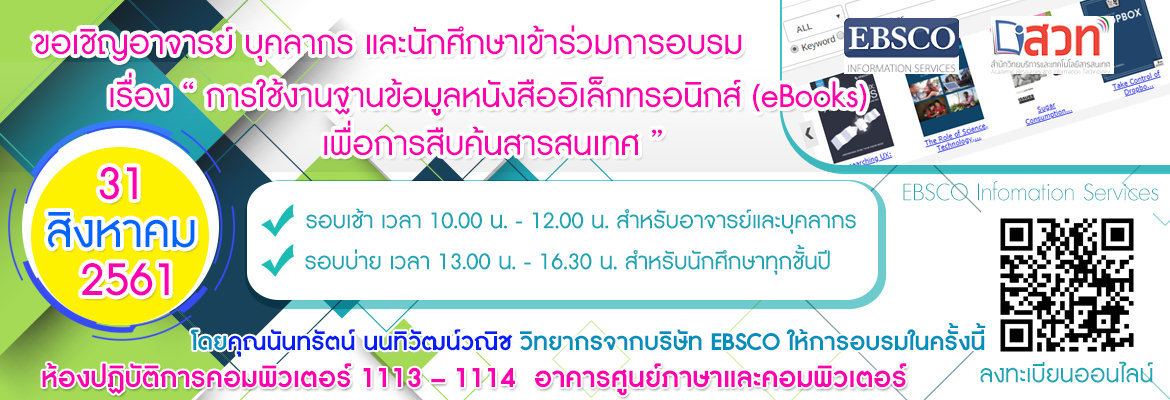 ขอเชิญอาจารย์ บุคลากร และนักศึกษาเข้าร่วมการอบรม
เรื่อง “ การใช้งานฐานข้อมูลหนังสืออิเล็กทรอนิกส์ (eBooks)
เพื่อการสืบค้นสารสนเทศ ”
ALL
Keyword
EBSCO
INFORMATION SERVICES
สวท
สำนักวิทยบริการและเทคโนโลยีสารสนเทศ
The Role of Science,
Technology,...
Sugar
Consumption...
Take Control of
Dropbo...
31
สิงหาคม
2561
รอบเช้า เวลา 10.00 น. - 12.00 น. สำหรับอาจารย์และบุคลากร
รอบบ่าย เวลา 13.00 น. - 16.30 น. สำหรับนักศึกษาทุกชั้นปี
EBSCO Infomation Services
โดยคุณนันทรัตน์ นนทิวัฒน์วณิช วิทยากรจากบริษัท EBSCO ให้การอบรมในครั้งนี้
ห้องปฏิบัติการคอมพิวเตอร์ 1113 – 1114 อาคารศูนย์ภาษาและคอมพิวเตอร์
ลงทะเบียนออนไลน์